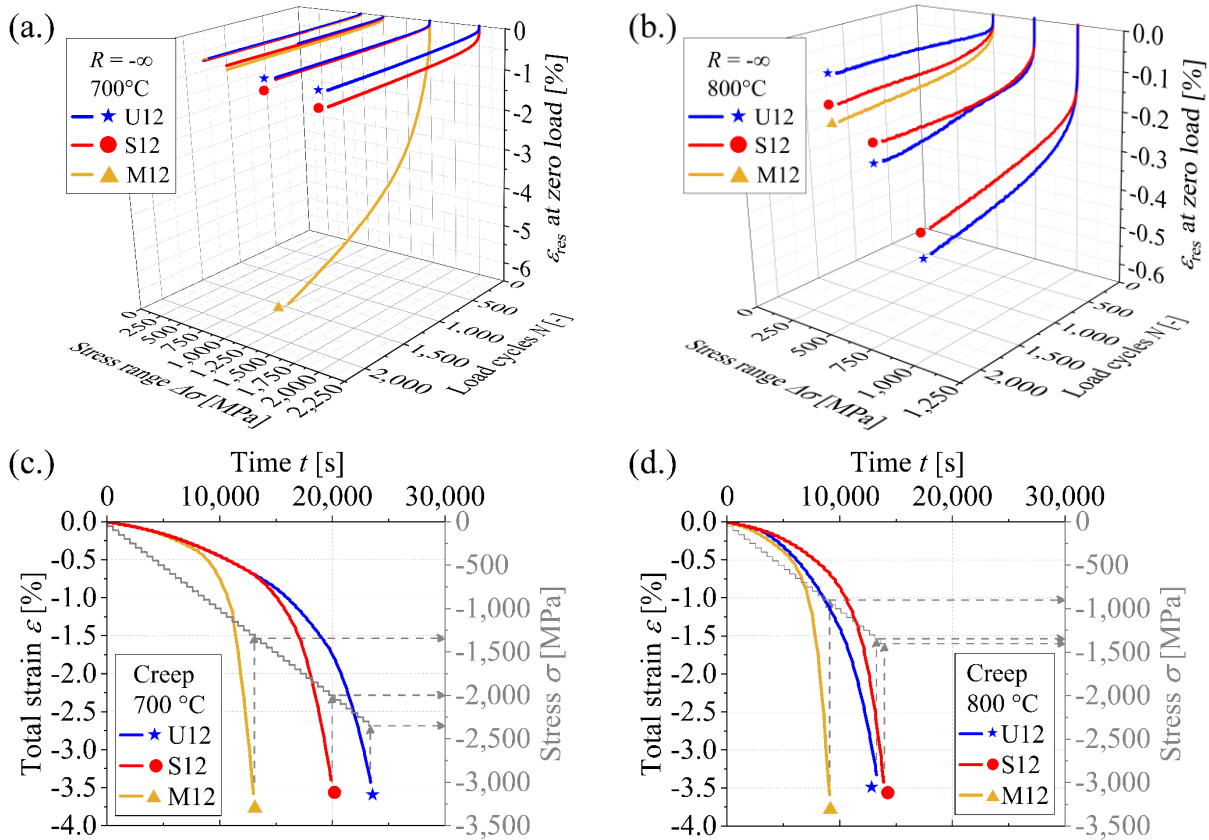 (a.)
R = -∞
700°C
U12
S12
M12
0
-1
-2
-3
-4
-5
-6
εres at zero load [%]
0
500
1.000
1,500
2,000
Load cycles N [-]
0
250
500
750
1,000
1,250
1,500
1,750
2,000
2,250
Stress range Δσ [MPa]
(b.)
R = -∞
800°C
U12
S12
M12
0.0
-0.1
-0.2
-0.3
-0.4
-0.5
-0.6
εres at zero load [%]
0
500
1.000
1,500
2,000
Load cycles N [-]
0
250
500
750
1,000
1,250
Stress range Δσ [MPa]
(c.)
Time t [s]
0 10,000 20,000 30,000
0.0
-0.5
-1.0
-1.5
-2.0
-2.5
-3.0
-3.5
-4.0
Total strain ε [%]
0
-500
-1,000
-1,500
-2,000
-2,500
-3,000
-3,500
Stress σ [MPa]
Creep
700 °C
U12
S12
M12
(d.)
Time t [s]
0 10,000 20,000 30,000
0.0
-0.5
-1.0
-1.5
-2.0
-2.5
-3.0
-3.5
-4.0
Total strain ε [%]
0
-500
-1,000
-1,500
-2,000
-2,500
-3,000
-3,500
Stress σ [MPa]
Creep
800 °C
U12
S12
M12